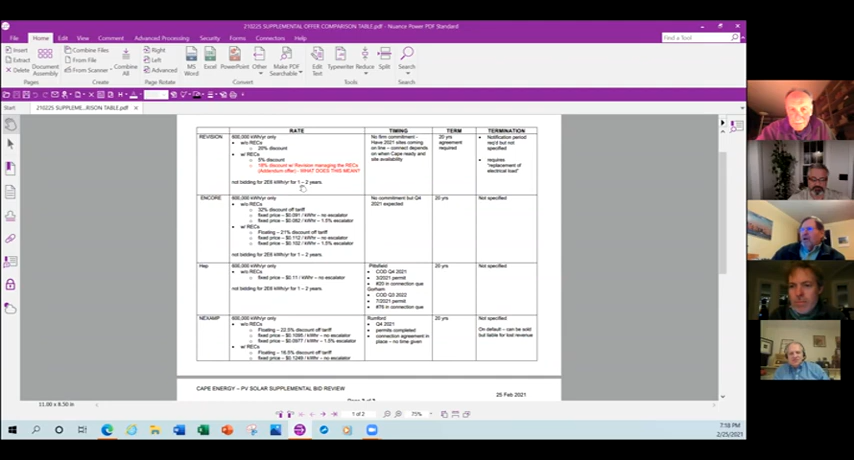 210225 SUPPLEMENTAL OFFER COMPARISON TABLE.pdf - Nuance Power PDF Standard
File Home Edit View Comment Advanced Processing Security Forms Connectors Help
Find a Tool
Insert Extract Delete Document Assembly Combine Files From File From Scanner Combine All Right Left Advanced MS Word Excel PowerPoint Other Make PDF Searchable Edit Text Typewriter Reduce Split Search
Pages Create Page Rotate Convert Tools Search
Start 210225 SUPPLEME...RISON TABLE.pdf
RATE TIMING TERM TERMINATION
REVISION
600,000 kWh/yr only
• w/o RECs
o 20% discount
• w/ RECs
o 5% discount
o 18% discount w/ Revision managing the RECs
(Addendum offer) - WHAT DOES THIS MEAN?
not bidding for 2E6 kWh/yr for 1 – 2 years.
No firm commitment -
Have 2021 sites coming
on line – connect depends
on when Cape ready and
site availability
20 yrs
agreement
required
• Notification period
req'd but not
specified
• requires
"replacement of
electrical load"
ENCORE
600,000 kWh/yr only
• w/o RECs
o 32% discount off tariff
o fixed price – $0.091 / kWhr – no escalator
o fixed price – $0.082 / kWhr – 1.5% escalator
• w/ RECs
o Floating – 21% discount off tariff
o fixed price – $0.112 / kWhr – no escalator
o fixed price – $0.102 / kWhr – 1.5% escalator
not bidding for 2E6 kWh/yr for 1 – 2 years.
No commitment but Q4
2021 expected
20 yrs
Not specified
Hep
600,000 kWh/yr only
• w/o RECs
o fixed price – $0.11 / kWhr – no escalator
not bidding for 2E6 kWh/yr for 1 – 2 years.
Pittsfield
• COD Q4 2021
• 3/2021 permit
• #20 in connection que
Gorham
• COD Q3 2022
• 7/2021 permit
• #78 in connection que
20 yrs
Not specified
NEXAMP
600,000 kWh/yr only
• w/o RECs
o Floating – 22.5% discount off tariff
o fixed price – $0.1095 / kWhr – no escalator
o fixed price – $0.0977 / kWhr – 1.5% escalator
• w/ RECs
o Floating – 16.5% discount off tariff
o fixed price – $0.1249 / kWhr – no escalator
Rumford
• Q4 2021
• permits completed
• connection agreement in
place – no time given
20 yrs
Not specified
On default – can be sold
but liable for lost revenue
CAPE ENERGY – PV SOLAR SUPPLEMENTAL BID REVIEW
25 Feb 2021
11.00 x 8.50 in
1 of 2
75%
7:18 PM
2/25/2021